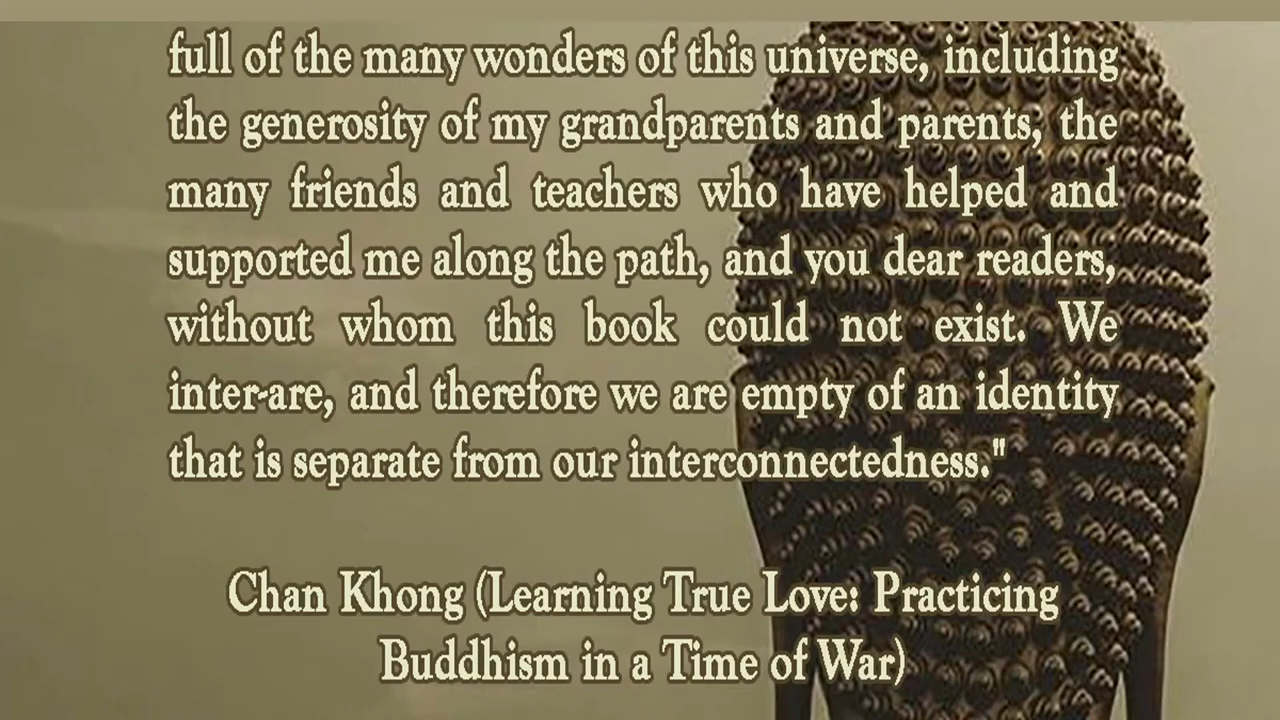 full of the many wonders of this universe, including
the generosity of my grandparents and parents, the
many friends and teachers who have helped and
supported me along the path, and you dear readers,
without whom this book could not exist. We
inter-are, and therefore we are empty of an identity
that is separate from our interconnectedness."
Chan Khong (Learning True Love: Practicing
Buddhism in a Time of War)